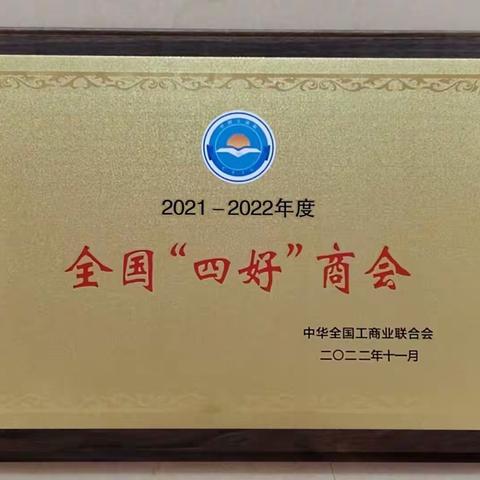 2021-2022年度
全国“四好”商会
中华全国工商业联合会
二〇二二年十一月